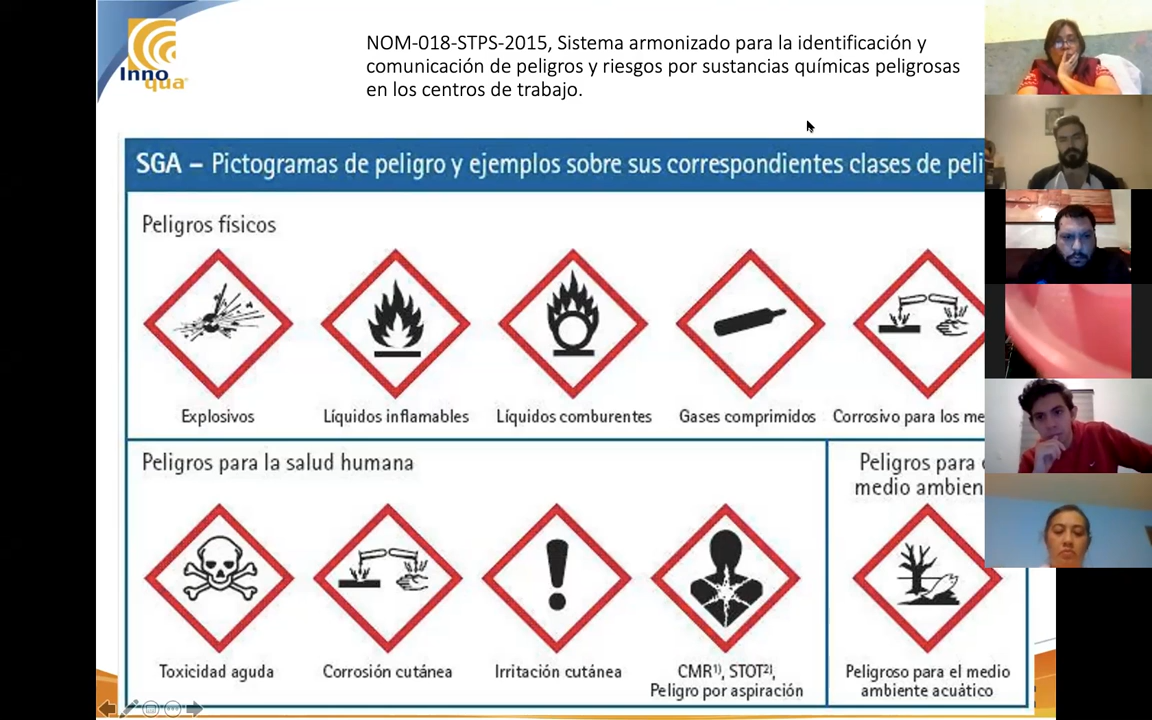 Inno
qua®
NOM-018-STPS-2015, Sistema armonizado para la identificación y
comunicación de peligros y riesgos por sustancias químicas peligrosas
en los centros de trabajo.
SGA – Pictogramas de peligro y ejemplos sobre sus correspondientes clases de peli
Peligros físicos
Explosivos
Líquidos inflamables
Líquidos comburentes
Gases comprimidos
Corrosivo para los me
Peligros para la salud humana
Peligros para
medio ambien
Toxicidad aguda
Corrosión cutánea
Irritación cutánea
CMR¹⁾, STOT²⁾,
Peligro por aspiración
Peligroso para el medio
ambiente acuático